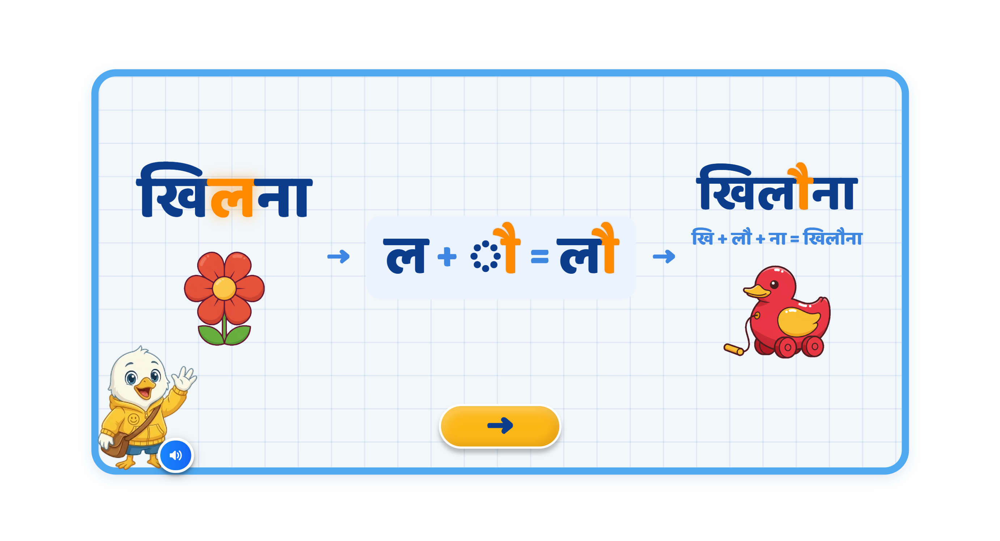 खिलना
→ ल + ौ = लौ →
खिलौना
खि + लौ + ना = खिलौना
→